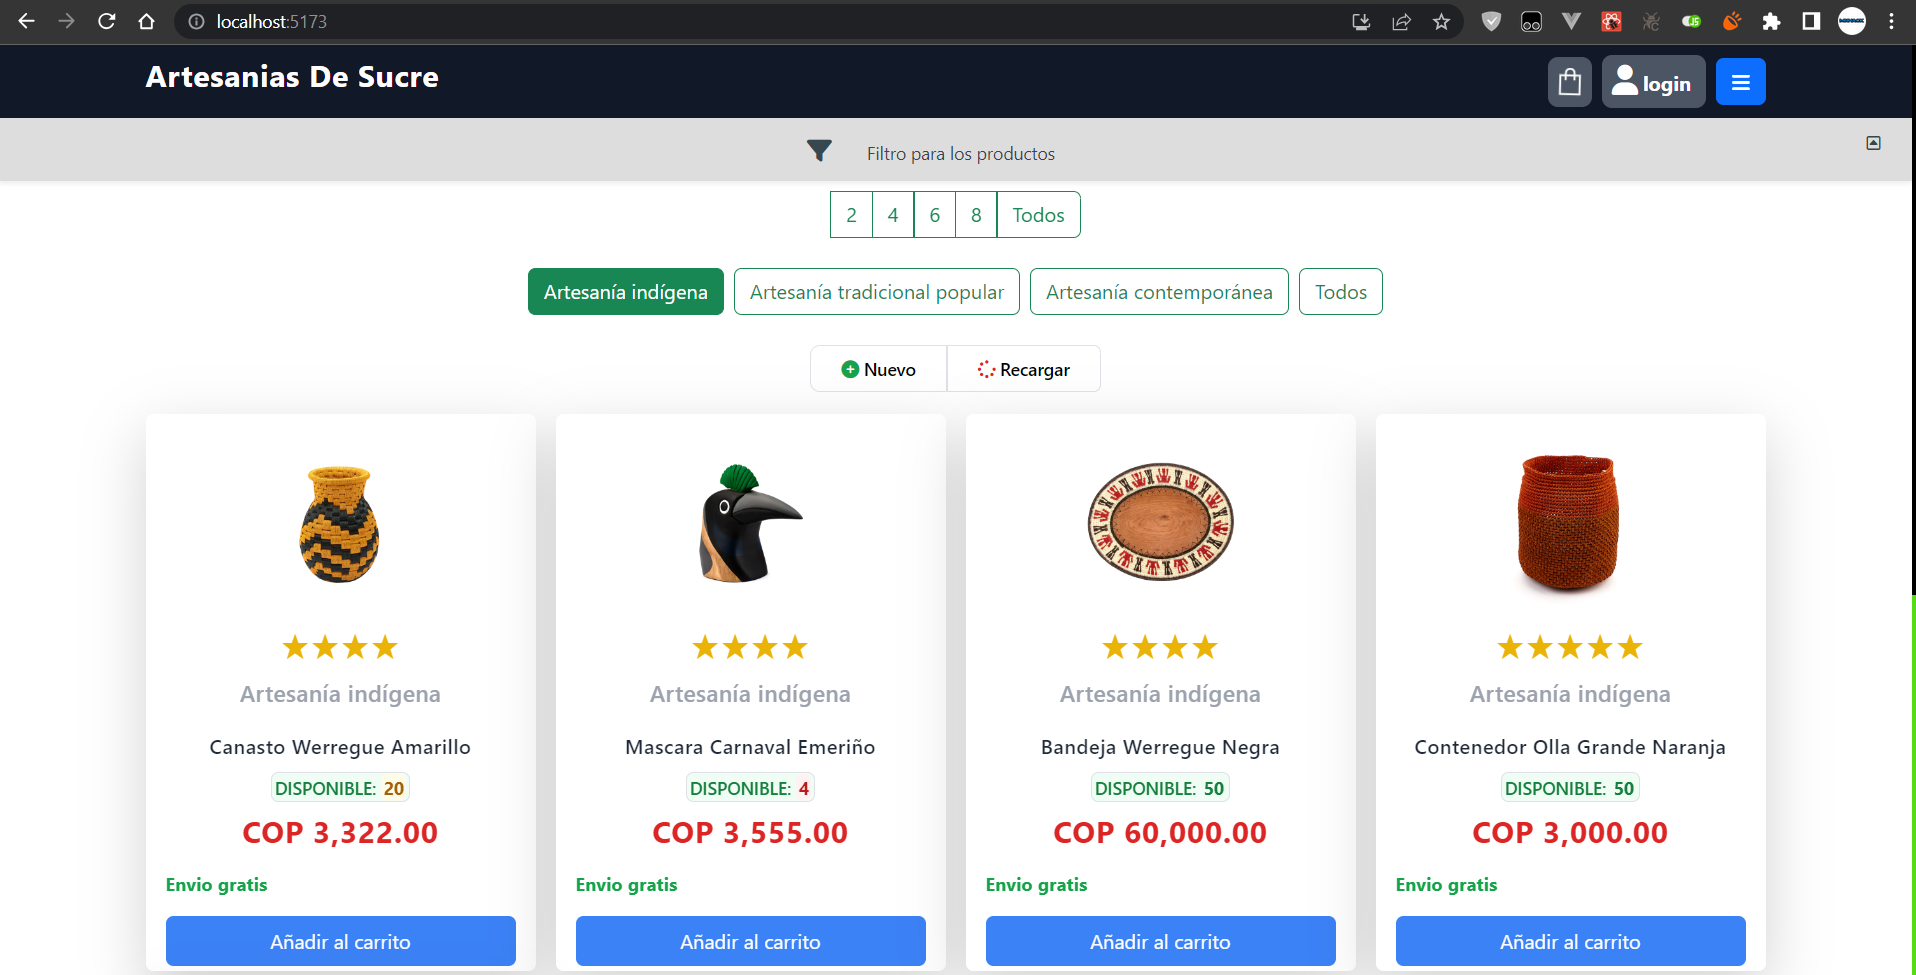 localhost:5173
Artesanias De Sucre
login
Filtro para los productos
2 4 6 8 Todos
Artesanía indígena Artesanía tradicional popular Artesanía contemporánea Todos
Nuevo Recargar
Artesanía indígena
Canasto Werregue Amarillo
DISPONIBLE: 20
COP 3,322.00
Envio gratis
Añadir al carrito
Artesanía indígena
Mascara Carnaval Emeriño
DISPONIBLE: 4
COP 3,555.00
Envio gratis
Añadir al carrito
Artesanía indígena
Bandeja Werregue Negra
DISPONIBLE: 50
COP 60,000.00
Envio gratis
Añadir al carrito
Artesanía indígena
Contenedor Olla Grande Naranja
DISPONIBLE: 50
COP 3,000.00
Envio gratis
Añadir al carrito